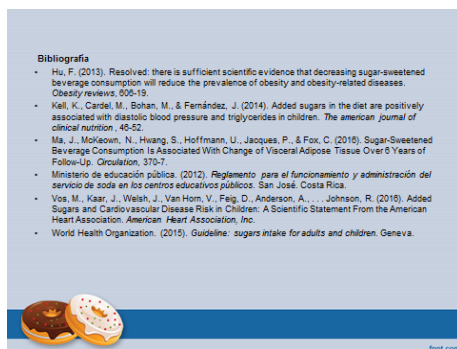 Bibliografía
• Hu, F. (2013). Resolved: there is sufficient scientific evidence that decreasing sugar-sweetened
beverage consumption will reduce the prevalence of obesity and obesity-related diseases.
Obesity reviews, 606-19.
• Kell, K., Cardel, M., Bohan, M., & Fernández, J. (2014). Added sugars in the diet are positively
associated with diastolic blood pressure and triglycerides in children. The american journal of
clinical nutrition , 46-52.
• Ma, J., McKeown, N., Hwang, S., Hoffmann, U., Jacques, P., & Fox, C. (2016). Sugar-Sweetened
Beverage Consumption Is Associated With Change of Visceral Adipose Tissue Over 6 Years of
Follow-Up. Circulation, 370-7.
• Ministerio de educación pública. (2012). Reglamento para el funcionamiento y administración del
servicio de soda en los centros educativos públicos. San José. Costa Rica.
• Vos, M., Kaar, J., Welsh, J., Van Horn, V., Feig, D., Anderson, A., . . . Johnson, R. (2016). Added
Sugars and Cardiovascular Disease Risk in Children: A Scientific Statement From the American
Heart Association. American Heart Association, Inc.
• World Health Organization. (2015). Guideline: sugars intake for adults and children. Geneva.